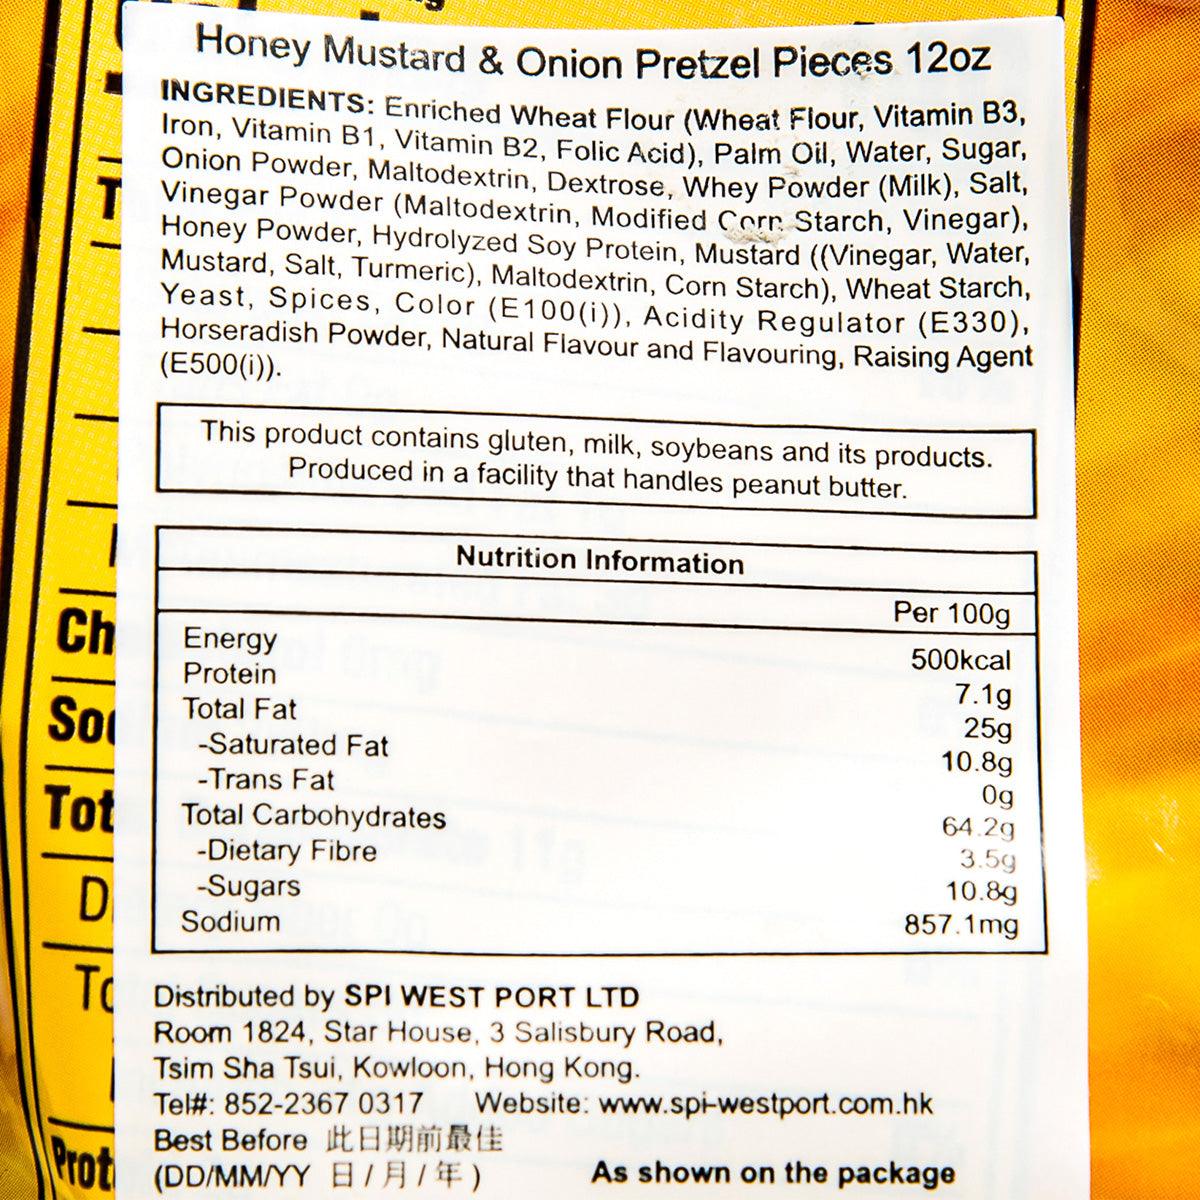 Honey Mustard & Onion Pretzel Pieces 12oz
INGREDIENTS: Enriched Wheat Flour (Wheat Flour, Vitamin B3,
Iron, Vitamin B1, Vitamin B2, Folic Acid), Palm Oil, Water, Sugar,
Onion Powder, Maltodextrin, Dextrose, Whey Powder (Milk), Salt,
Vinegar Powder (Maltodextrin, Modified Corn Starch, Vinegar),
Honey Powder, Hydrolyzed Soy Protein, Mustard ((Vinegar, Water,
Mustard, Salt, Turmeric), Maltodextrin, Corn Starch), Wheat Starch,
Yeast, Spices, Color (E100(i)), Acidity Regulator (E330),
Horseradish Powder, Natural Flavour and Flavouring, Raising Agent
(E500(i)).
This product contains gluten, milk, soybeans and its products.
Produced in a facility that handles peanut butter.
Nutrition Information
Per 100g
Energy 500kcal
Protein 7.1g
Total Fat 25g
-Saturated Fat 10.8g
-Trans Fat 0g
Total Carbohydrates 64.2g
-Dietary Fibre 3.5g
-Sugars 10.8g
Sodium 857.1mg
Distributed by SPI WEST PORT LTD
Room 1824, Star House, 3 Salisbury Road,
Tsim Sha Tsui, Kowloon, Hong Kong.
Tel#: 852-2367 0317 Website: www.spi-westport.com.hk
Best Before 此日期前最佳
(DD/MM/YY 日/月/年) As shown on the package